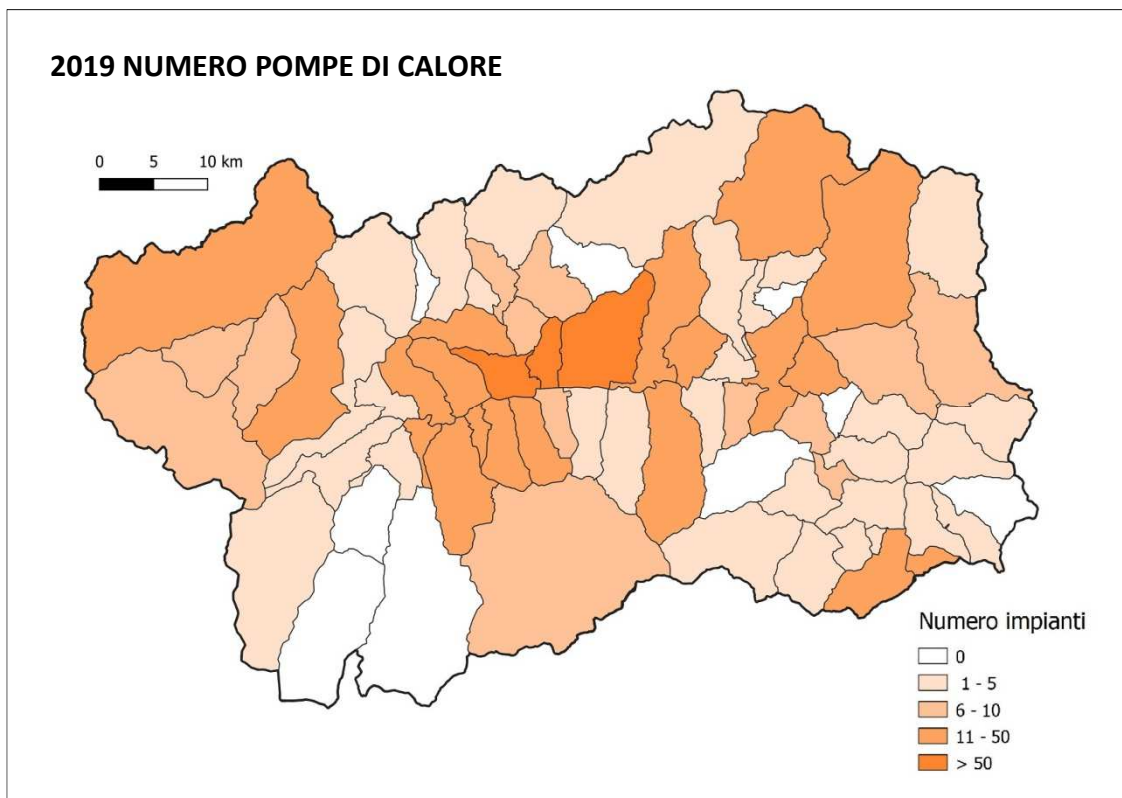 2019 NUMERO POMPE DI CALORE
0 5 10 km
Numero impianti
0
1 - 5
6 - 10
11 - 50
> 50